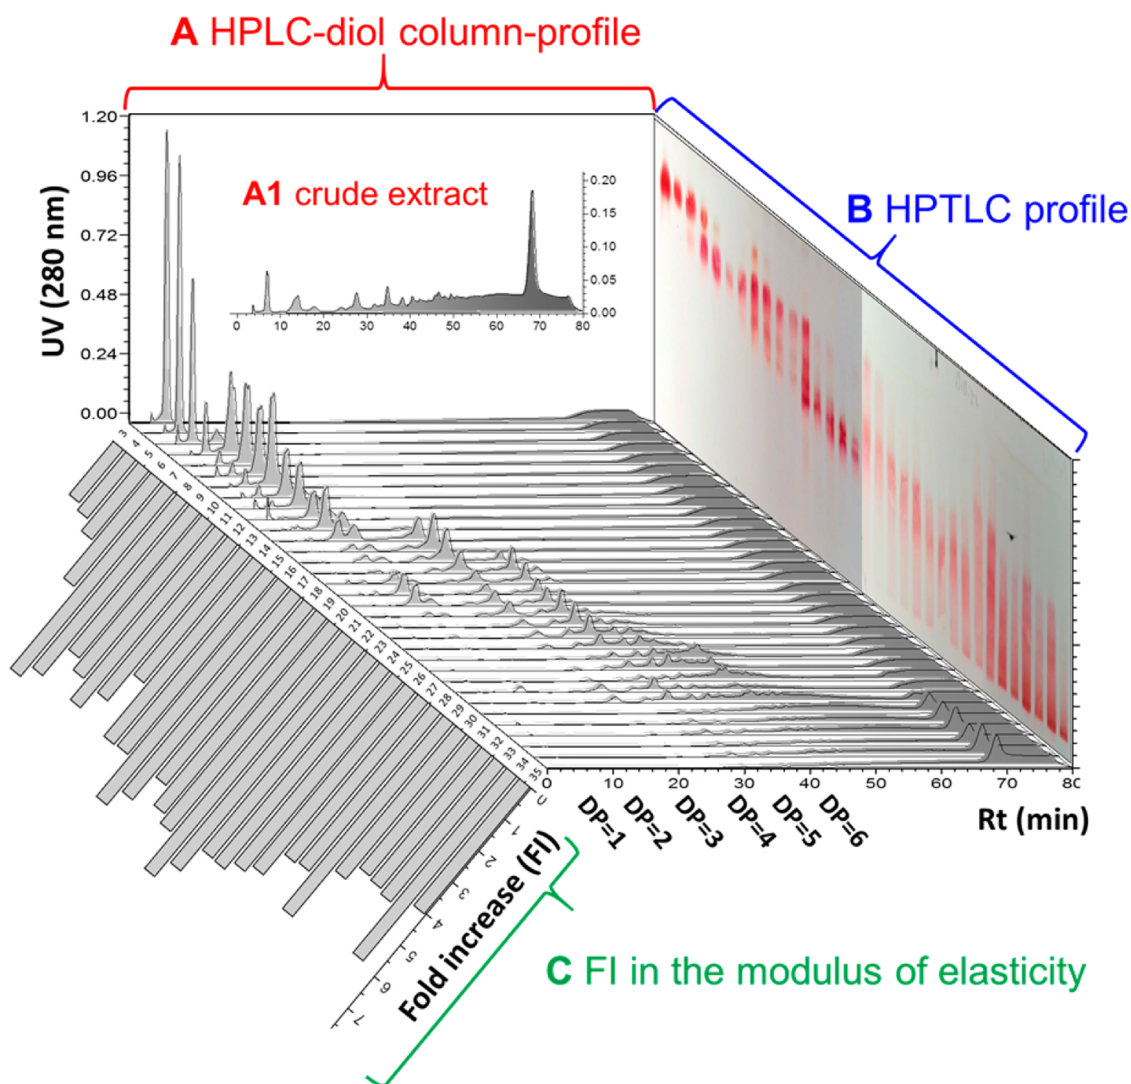 A HPLC-diol column-profile
1.20
0.96
0.72
0.48
0.24
0.00
UV (280 nm)
A1 crude extract
0.20
0.15
0.10
0.05
0.00
0 10 20 30 40 50 60 70 80
B HPTLC profile
3 4 5 6 7 8 9 10 11 12 13 14 15 16 17 18 19 20 21 22 23 24 25 26 27 28 29 30 31 32 33 34 35
0 10 20 30 40 50 60 70 80
DP=1 DP=2 DP=3 DP=4 DP=5 DP=6
Rt (min)
1 2 3 4 5 6 7
Fold increase (FI)
C FI in the modulus of elasticity